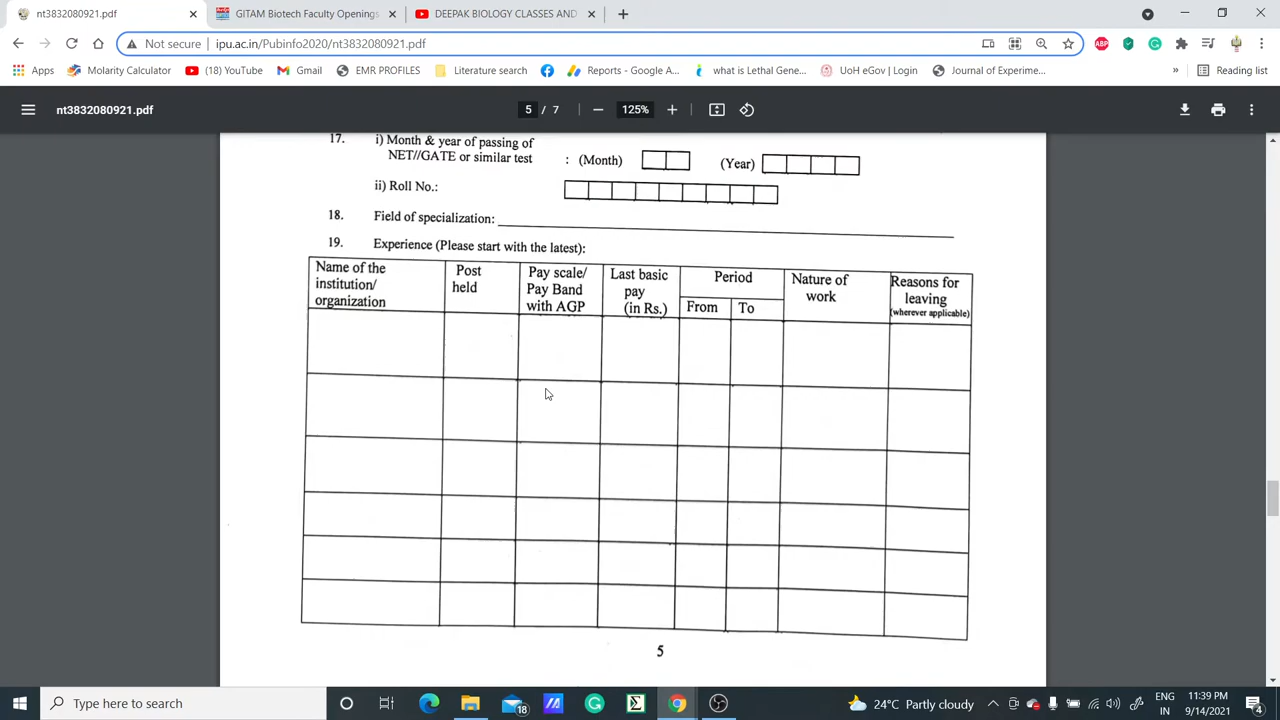 nt3832080921.pdf
GITAM Biotech Faculty Openings
DEEPAK BIOLOGY CLASSES AND
Not secure | ipu.ac.in/Pubinfo2020/nt3832080921.pdf
ABP
Apps
Molarity Calculator
(18) YouTube
Gmail
EMR PROFILES
Literature search
Reports - Google A...
what is Lethal Gene...
UoH eGov | Login
Journal of Experime...
»
Reading list
nt3832080921.pdf
5 / 7
125%
17. i) Month & year of passing of
NET//GATE or similar test : (Month) (Year)
ii) Roll No.:
18. Field of specialization:
19. Experience (Please start with the latest):
Name of the
institution/
organization
Post
held
Pay scale/
Pay Band
with AGP
Last basic
pay
(in Rs.)
Period
From To
Nature of
work
Reasons for
leaving
(wherever applicable)
5
Type here to search
18
24°C Partly cloudy
ENG
IN
11:39 PM
9/14/2021
4